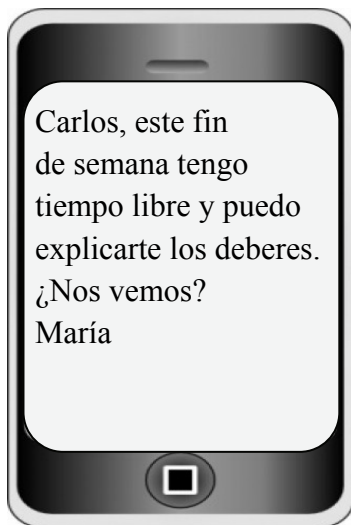 Carlos, este fin
de semana tengo
tiempo libre y puedo
explicarte los deberes.
¿Nos vemos?
María